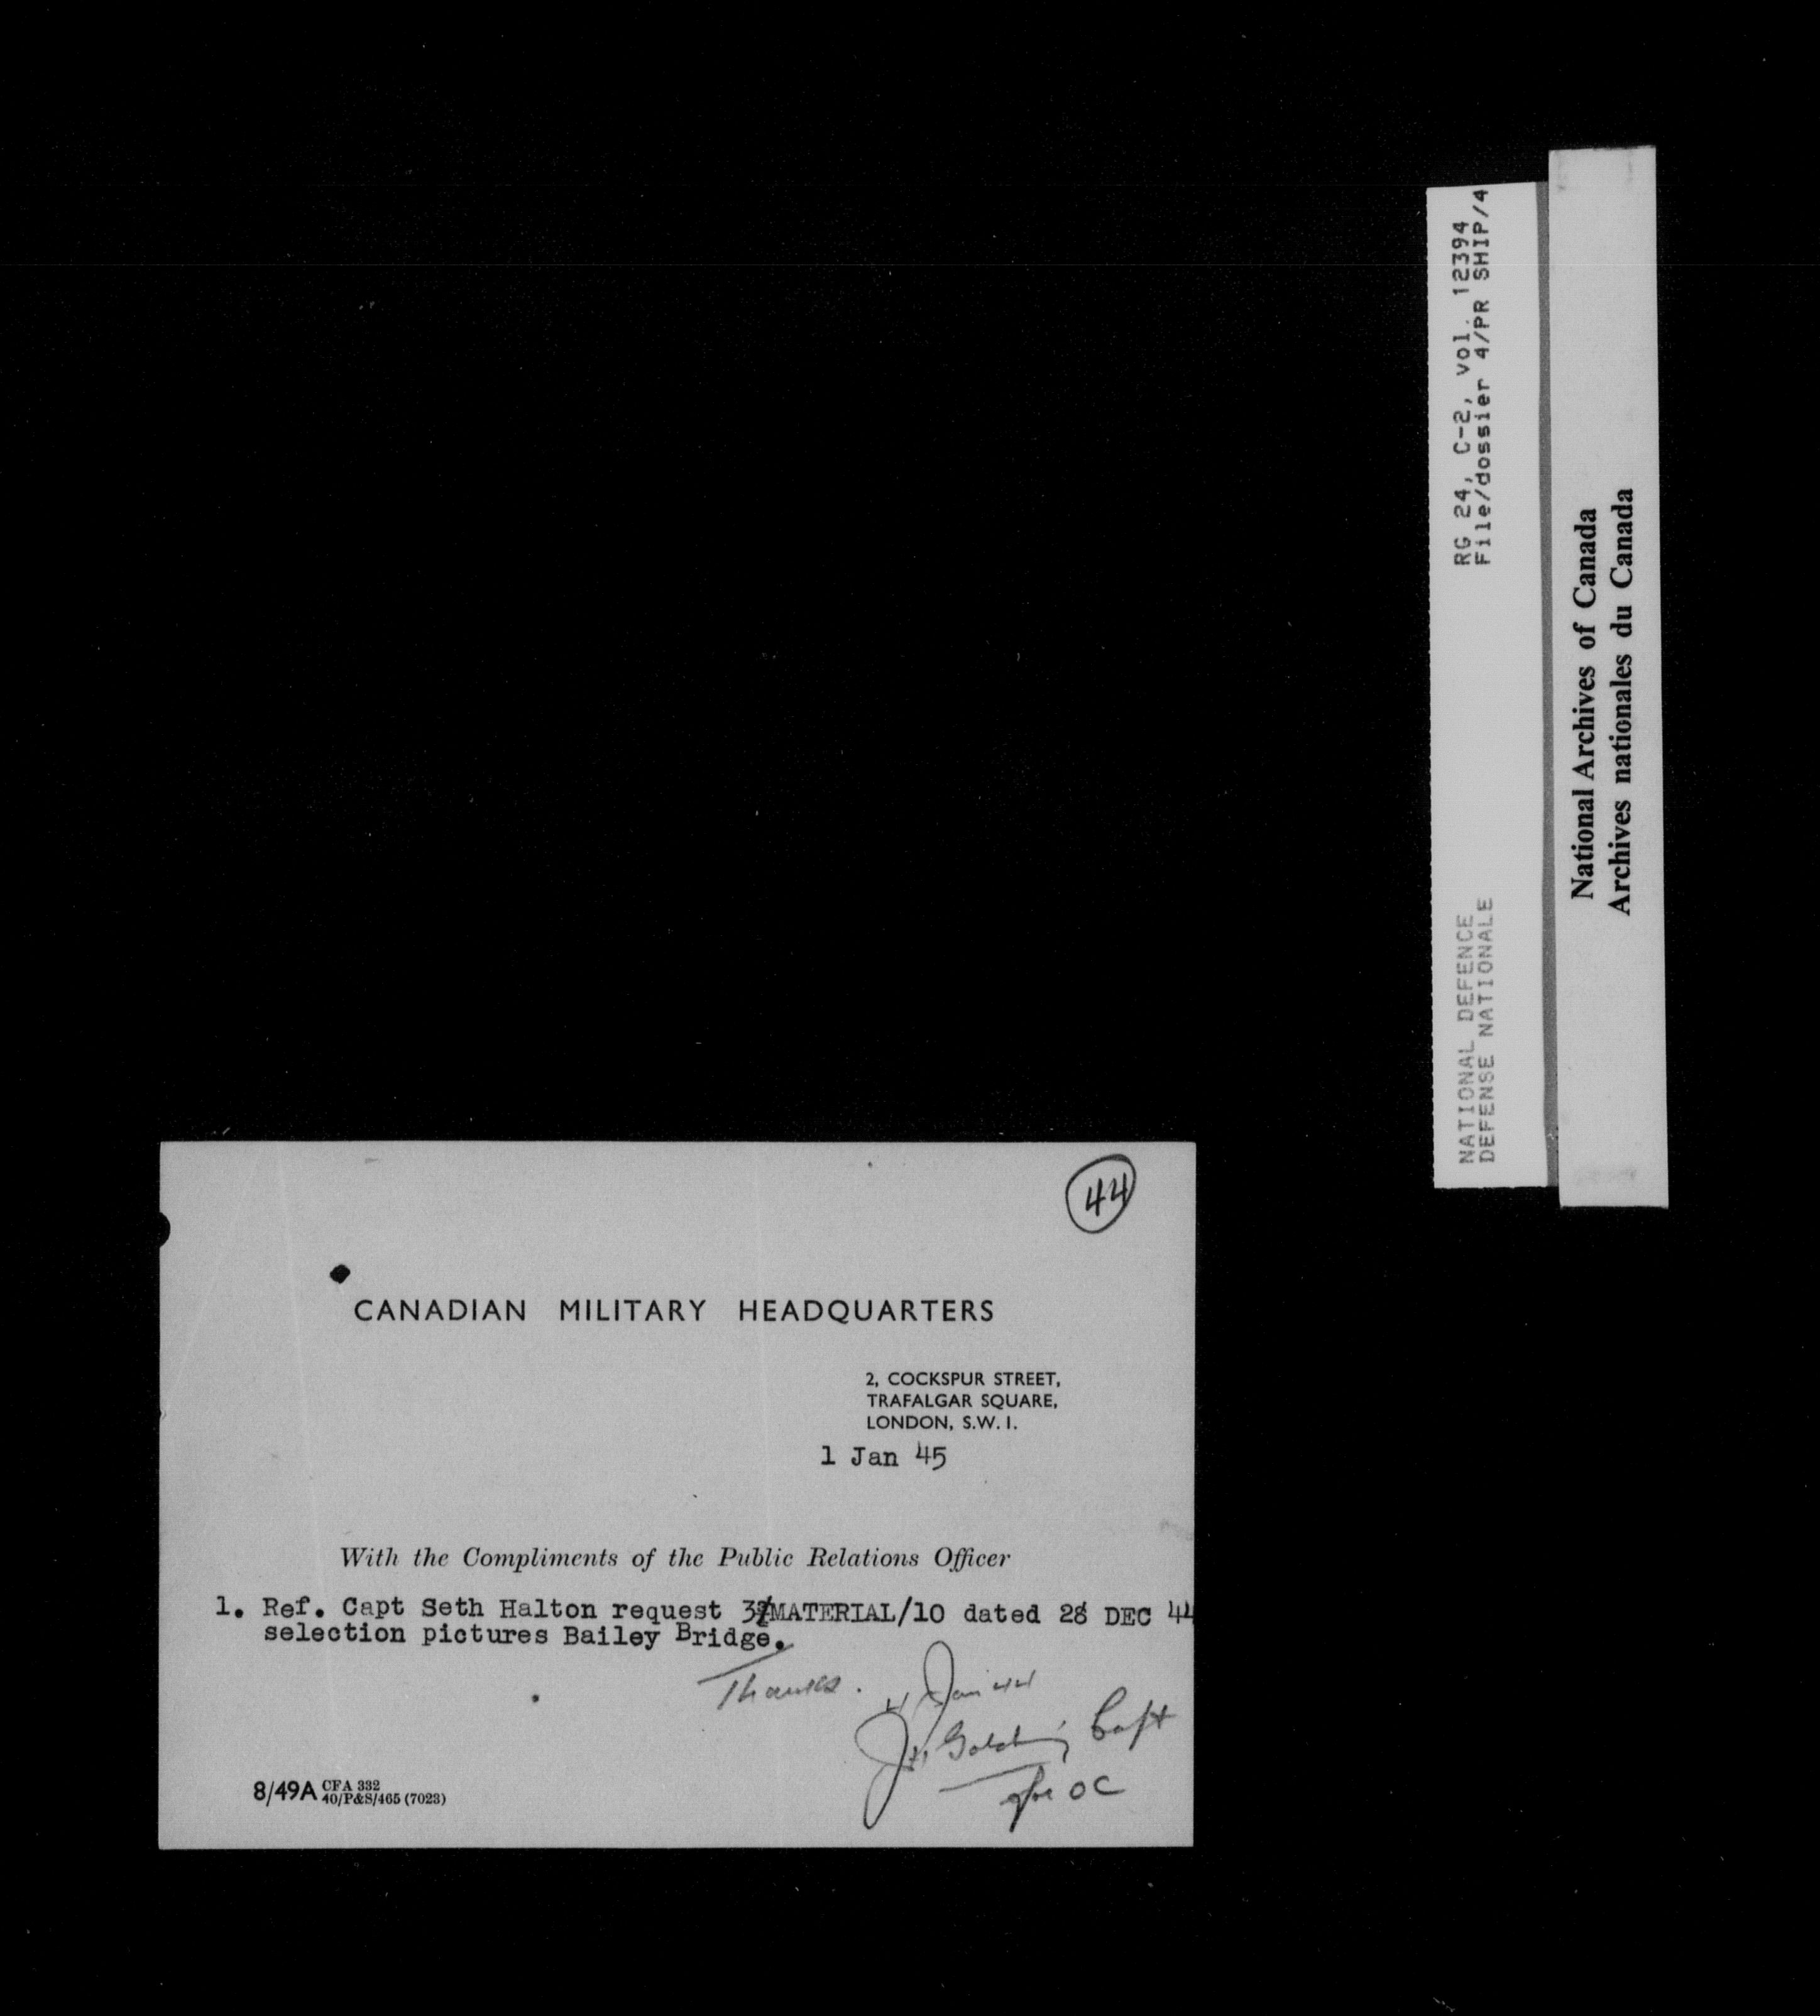 44
CANADIAN MILITARY HEADQUARTERS
2, COCKSPUR STREET,
TRAFALGAR SQUARE,
LONDON, S.W. 1.
1 Jan 45
With the Compliments of the Public Relations Officer
1. Ref. Capt Seth Halton request MATERIAL/10 dated 28 DEC 44
selection pictures Bailey Bridge.
Thanks.
Jan 44
Capt
for OC
8/49A CFA 332
40/P&S/465 (7023)
RG 24, C-2, vol. 12394
File/dossier 4/PR SHIP/4
NATIONAL DEFENCE
DEFENSE NATIONALE
National Archives of Canada
Archives nationales du Canada